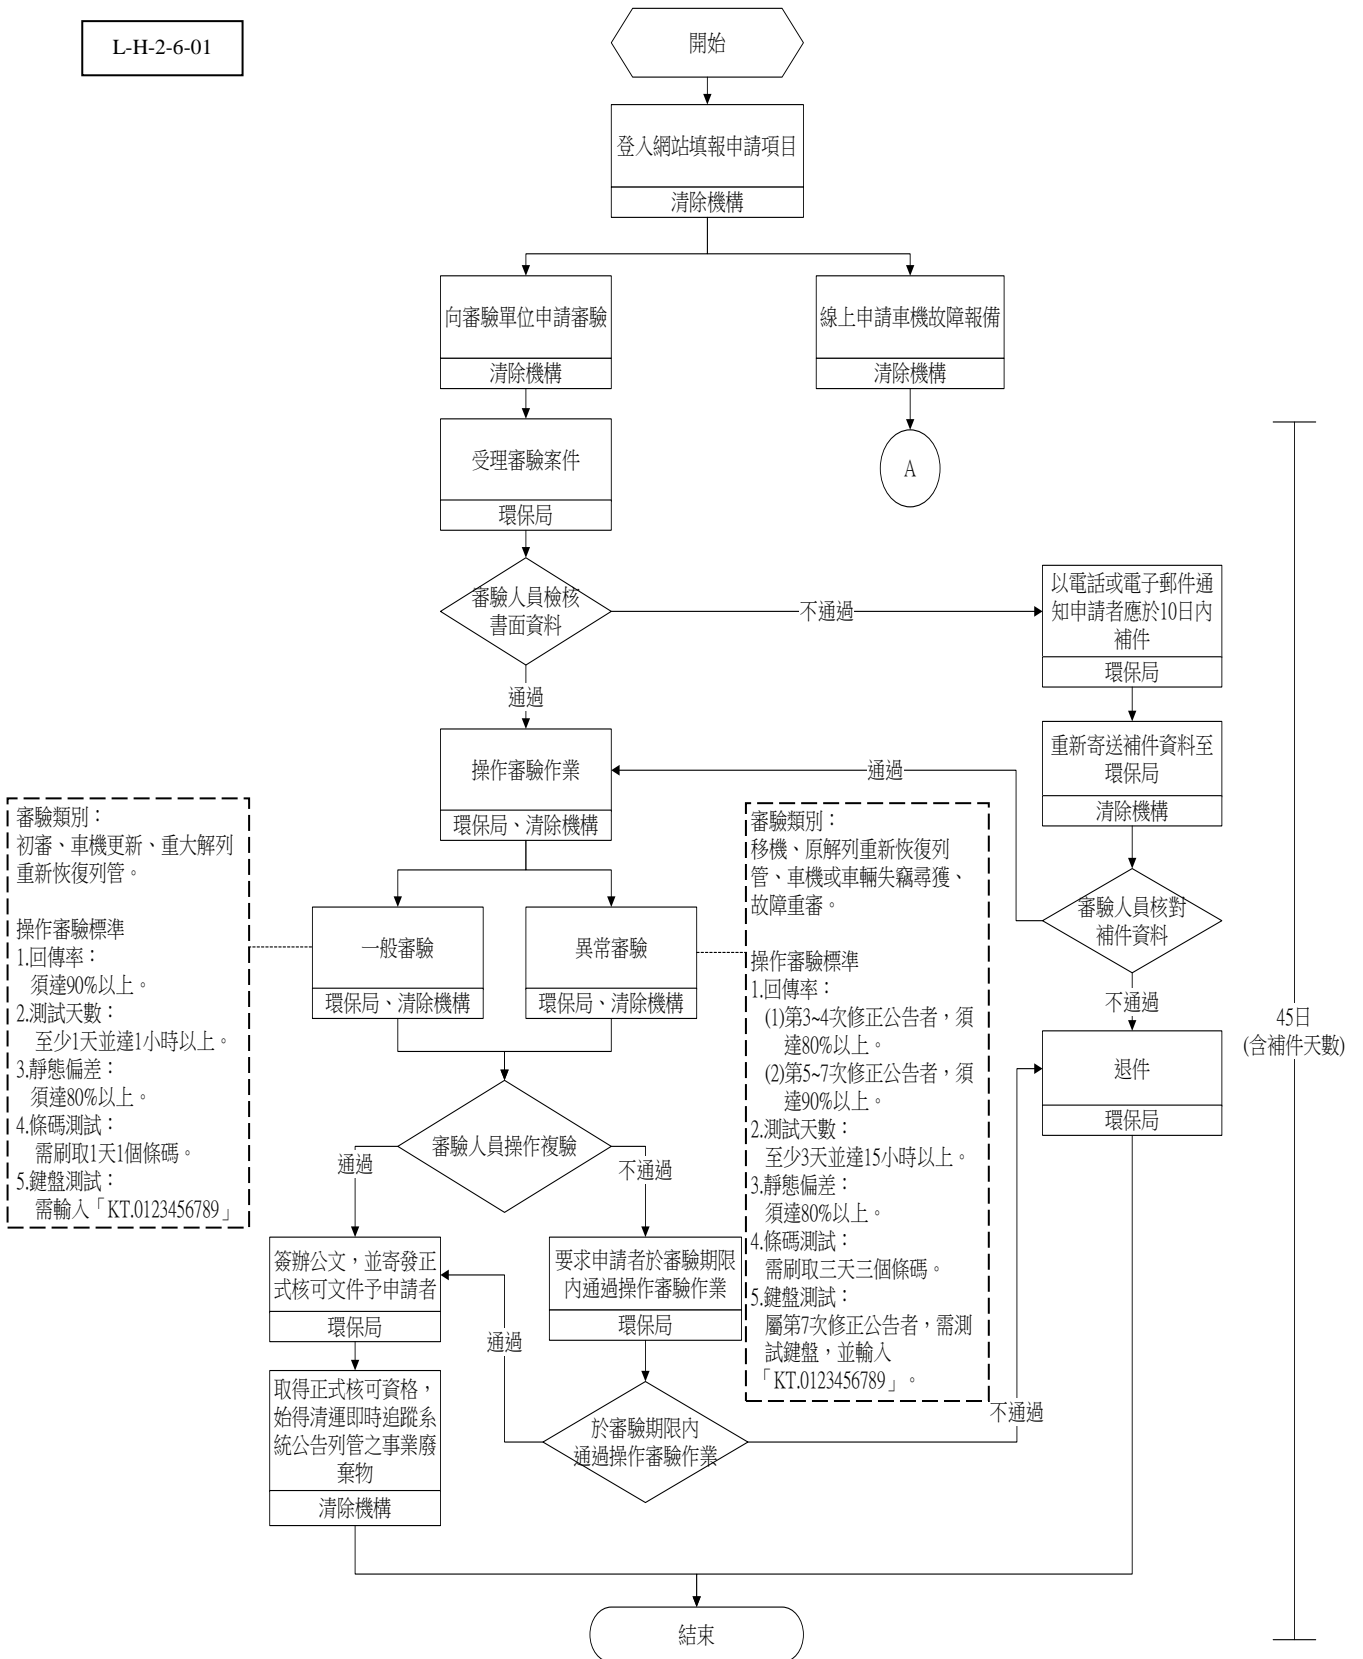 L-H-2-6-01
開始
登入網站填報申請項目
清除機構
向審驗單位申請審驗
清除機構
線上申請車機故障報備
清除機構
受理審驗案件
環保局
A
審驗人員檢核
書面資料
不通過
以電話或電子郵件通
知申請者應於10日內
補件
環保局
通過
重新寄送補件資料至
環保局
清除機構
操作審驗作業
環保局、清除機構
通過
審驗人員核對
補件資料
不通過
退件
環保局
審驗類別：
初審、車機更新、重大解列
重新恢復列管。
操作審驗標準
1.回傳率：
須達90%以上。
2.測試天數：
至少1天並達1小時以上。
3.靜態偏差：
須達80%以上。
4.條碼測試：
需刷取1天1個條碼。
5.鍵盤測試：
需輸入「KT.0123456789」
一般審驗
環保局、清除機構
異常審驗
環保局、清除機構
審驗類別：
移機、原解列重新恢復列
管、車機或車輛失竊尋獲、
故障重審。
操作審驗標準
1.回傳率：
(1)第3~4次修正公告者，須
達80%以上。
(2)第5~7次修正公告者，須
達90%以上。
2.測試天數：
至少3天並達15小時以上。
3.靜態偏差：
須達80%以上。
4.條碼測試：
需刷取三天三個條碼。
5.鍵盤測試：
屬第7次修正公告者，需測
試鍵盤，並輸入
「KT.0123456789」。
45日
(含補件天數)
審驗人員操作複驗
通過
不通過
簽辦公文，並寄發正
式核可文件予申請者
環保局
要求申請者於審驗期限
內通過操作審驗作業
環保局
通過
取得正式核可資格，
始得清運即時追蹤系
統公告列管之事業廢
棄物
清除機構
於審驗期限內
通過操作審驗作業
不通過
結束